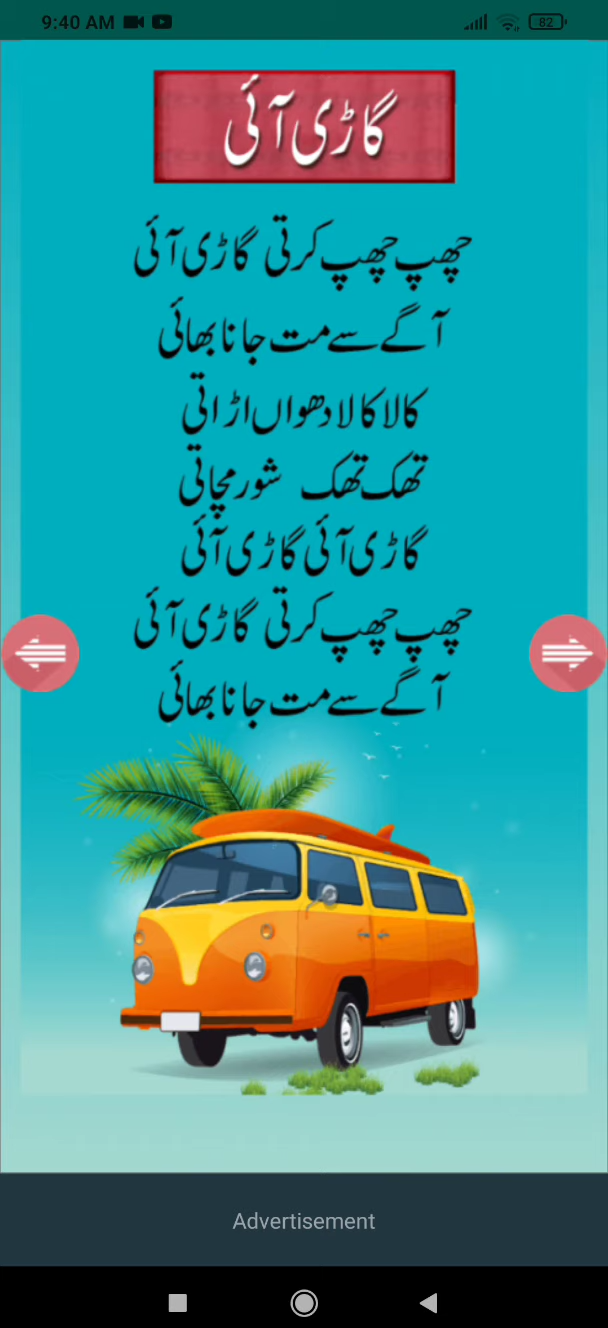 9:40 AM
82
گاڑی آئی
چھپ چھپ کرتی گاڑی آئی
آگے سے مت جانا بھائی
کالا کالا دھواں اڑاتی
تھک تھک شور مچاتی
گاڑی آئی گاڑی آئی
چھپ چھپ کرتی گاڑی آئی
آگے سے مت جانا بھائی
Advertisement